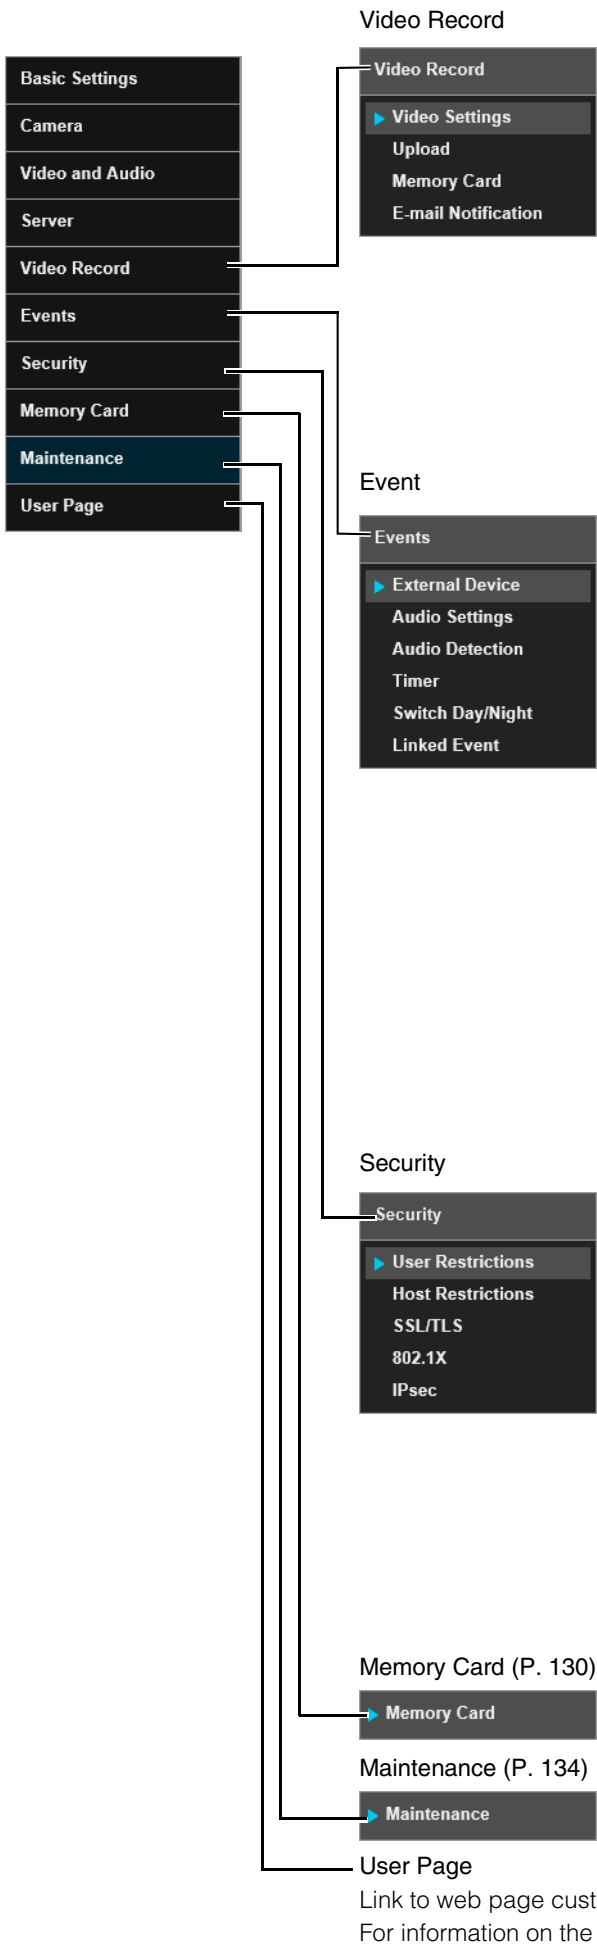 Basic Settings
Camera
Video and Audio
Server
Video Record
Events
Security
Memory Card
Maintenance
User Page
Video Record
Video Record
Video Settings
Upload
Memory Card
E-mail Notification
Event
Events
External Device
Audio Settings
Audio Detection
Timer
Switch Day/Night
Linked Event
Security
Security
User Restrictions
Host Restrictions
SSL/TLS
802.1X
IPsec
Memory Card (P. 130)
Memory Card
Maintenance (P. 134)
Maintenance
User Page
Link to web page cust
For information on the